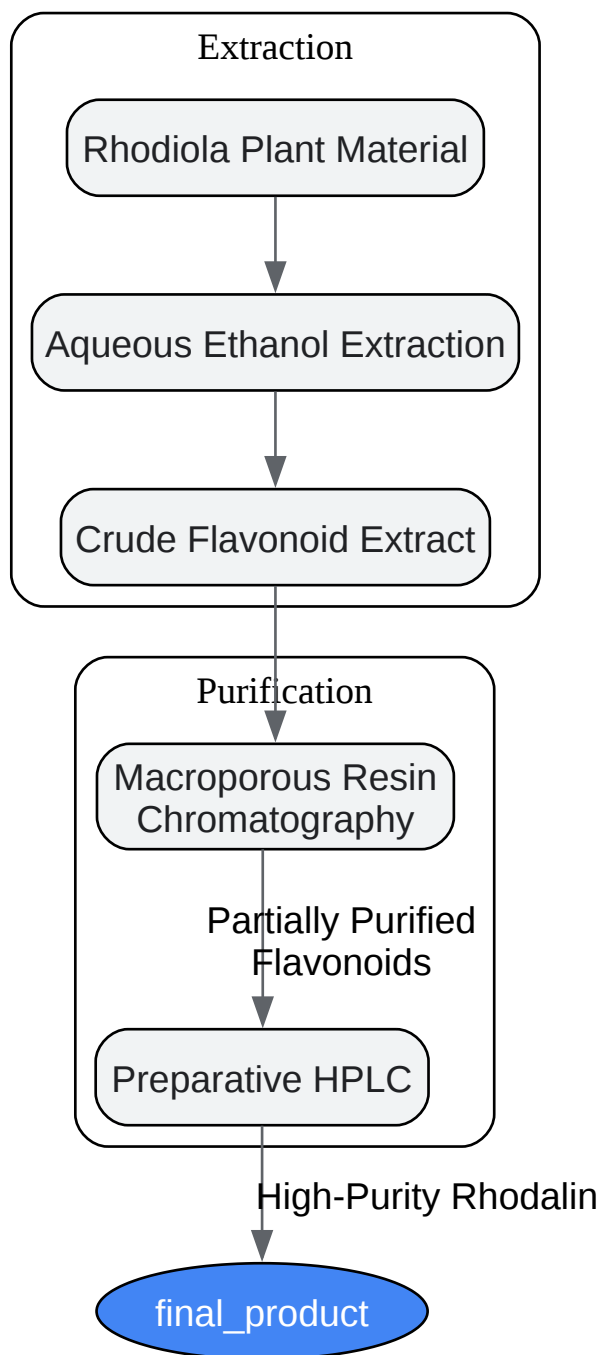 Extraction
Rhodiola Plant Material
Aqueous Ethanol Extraction
Crude Flavonoid Extract
Purification
Macroporous Resin
Chromatography
Partially Purified
Flavonoids
Preparative HPLC
High-Purity Rhodalin
final_product